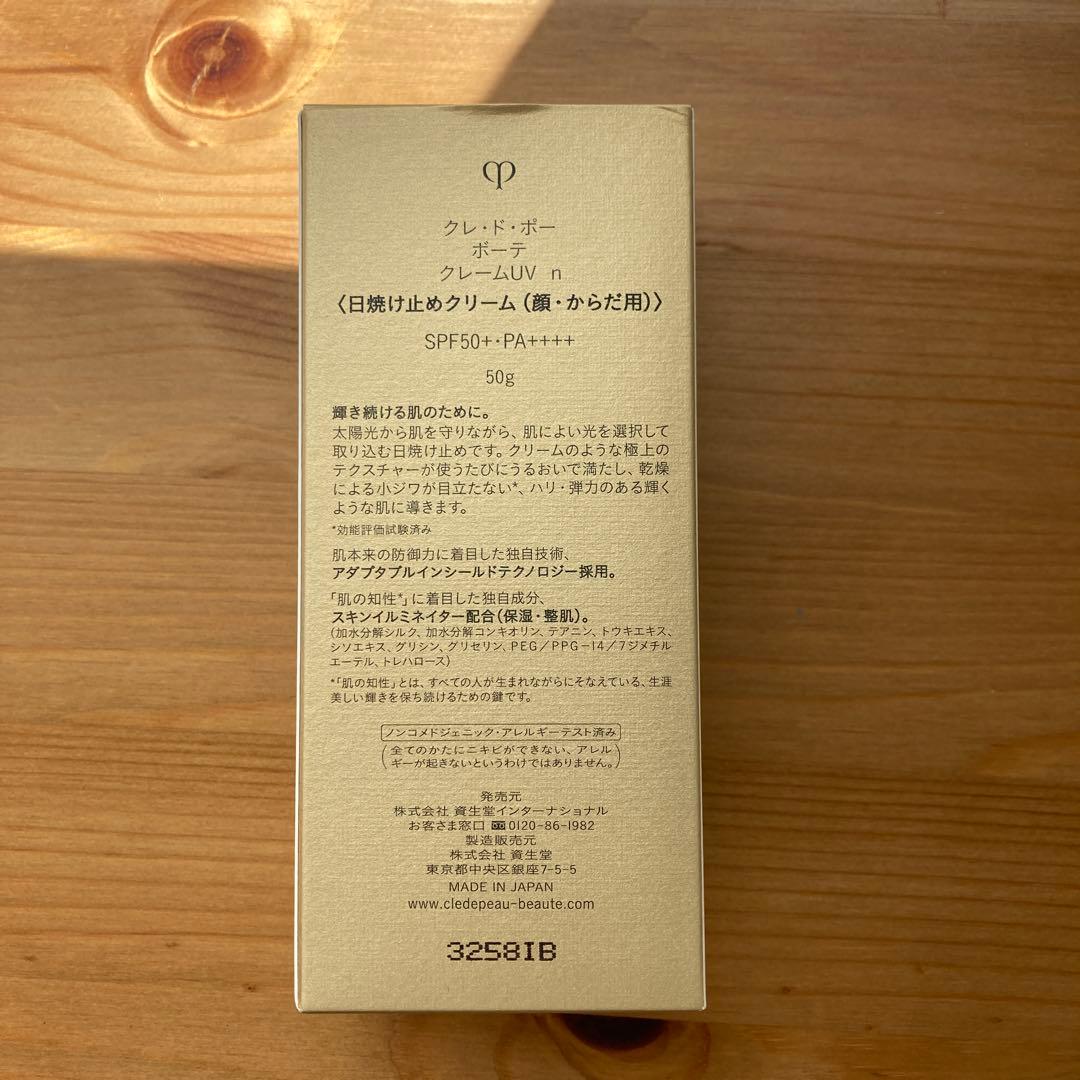 クレ・ド・ポー
ボーテ
クレームUV n
〈日焼け止めクリーム（顔・からだ用）〉
SPF50+・PA++++
50g
輝き続ける肌のために。
太陽光から肌を守りながら、肌によい光を選択して
取り込む日焼け止めです。クリームのような極上の
テクスチャーが使うたびにうるおいで満たし、乾燥
による小ジワが目立たない*、ハリ・弾力のある輝く
ような肌に導きます。
*効能評価試験済み
肌本来の防御力に着目した独自技術、
アダプタブルインシールドテクノロジー採用。
「肌の知性*」に着目した独自成分、
スキンイルミネイター配合（保湿・整肌）。
（加水分解シルク、加水分解コンキオリン、テアニン、トウキエキス、
シソエキス、グリシン、グリセリン、PEG／PPG－14／7ジメチル
エーテル、トレハロース）
*「肌の知性」とは、すべての人が生まれながらにそなえている、生涯
美しい輝きを保ち続けるための鍵です。
ノンコメドジェニック・アレルギーテスト済み
（全てのかたにニキビができない、アレル
ギーが起きないというわけではありません。）
発売元
株式会社 資生堂インターナショナル
お客さま窓口 0120-86-1982
製造販売元
株式会社 資生堂
東京都中央区銀座7-5-5
MADE IN JAPAN
www.cledepeau-beaute.com
3258IB